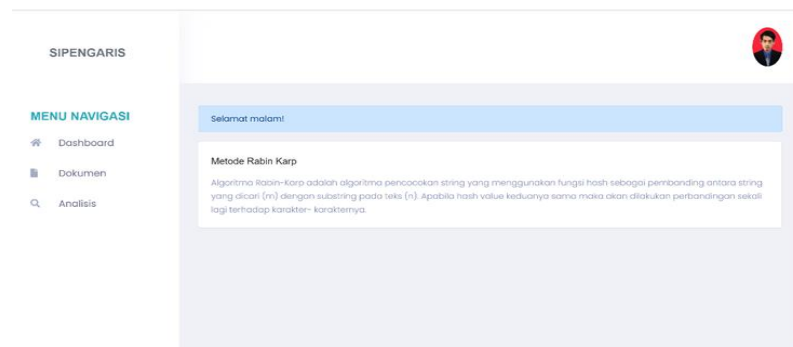 SIPENGARIS
MENU NAVIGASI
Dashboard
Dokumen
Analisis
Selamat malam!
Metode Rabin Karp
Algoritma Rabin-Karp adalah algoritma pencocokan string yang menggunakan fungsi hash sebagai pembanding antara string
yang dicari (m) dengan substring pada teks (n). Apabila hash value keduanya sama maka akan dilakukan perbandingan sekali
lagi terhadap karakter- karakternya.